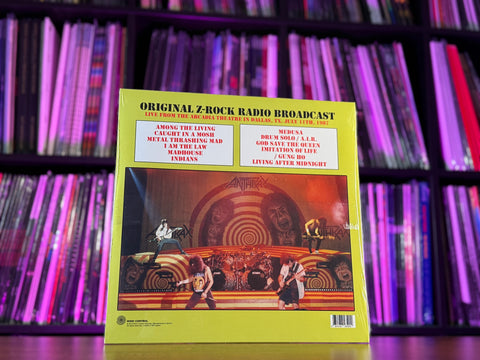 ORIGINAL Z-ROCK RADIO BROADCAST
LIVE FROM THE ARCADIA THEATRE IN DALLAS, TX, JULY 11TH, 1987
AMONG THE LIVING
CAUGHT IN A MOSH
METAL THRASHING MAD
I AM THE LAW
MADHOUSE
INDIANS
MEDUSA
DRUM SOLO / A.I.R.
GOD SAVE THE QUEEN
IMITATION OF LIFE
/ GUNG HO
LIVING AFTER MIDNIGHT
ANTHRAX